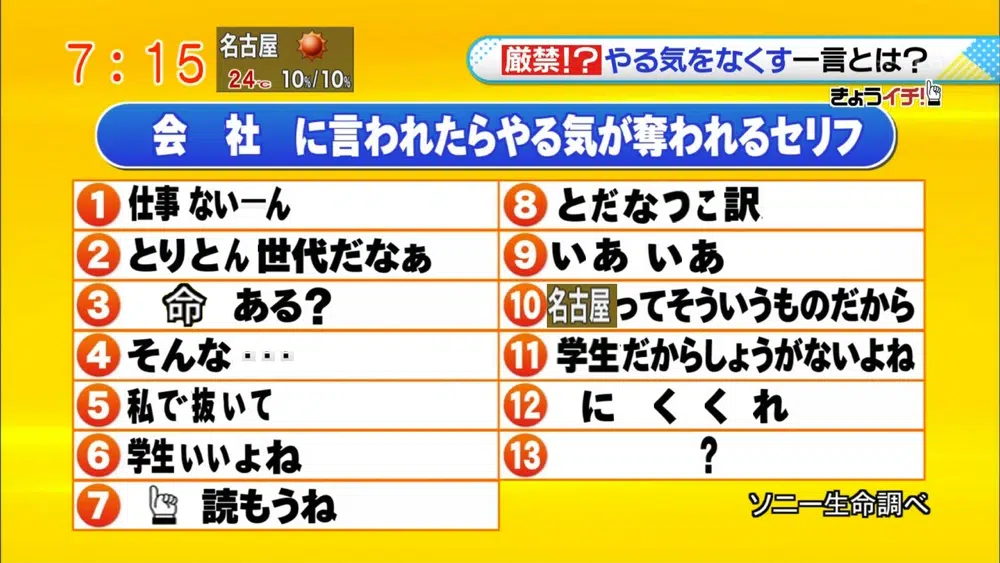 7:15
名古屋
24℃ 10%/10%
厳禁!?やる気をなくす一言とは?
きょうイチ!
会 社 に言われたらやる気が奪われるセリフ
1 仕事 ないーん
2 とりとん 世代だなぁ
3 命 ある?
4 そんな ・・・
5 私で抜いて
6 学生いいよね
7 読もうね
8 とだなつこ訳
9 いあ いあ
10 名古屋ってそういうものだから
11 学生だからしょうがないよね
12 に く く れ
13 ?
ソニー生命調べ